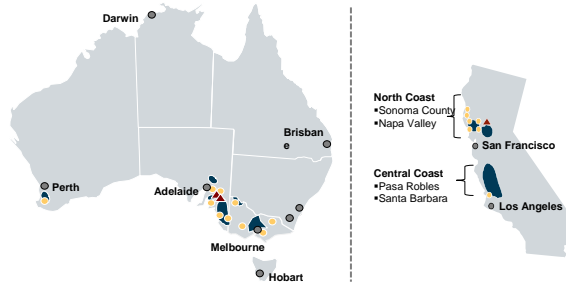 Darwin
Brisban
e
Perth
Adelaide
Melbourne
Hobart
North Coast
▪Sonoma County
▪Napa Valley
San Francisco
Central Coast
▪Pasa Robles
▪Santa Barbara
Los Angeles